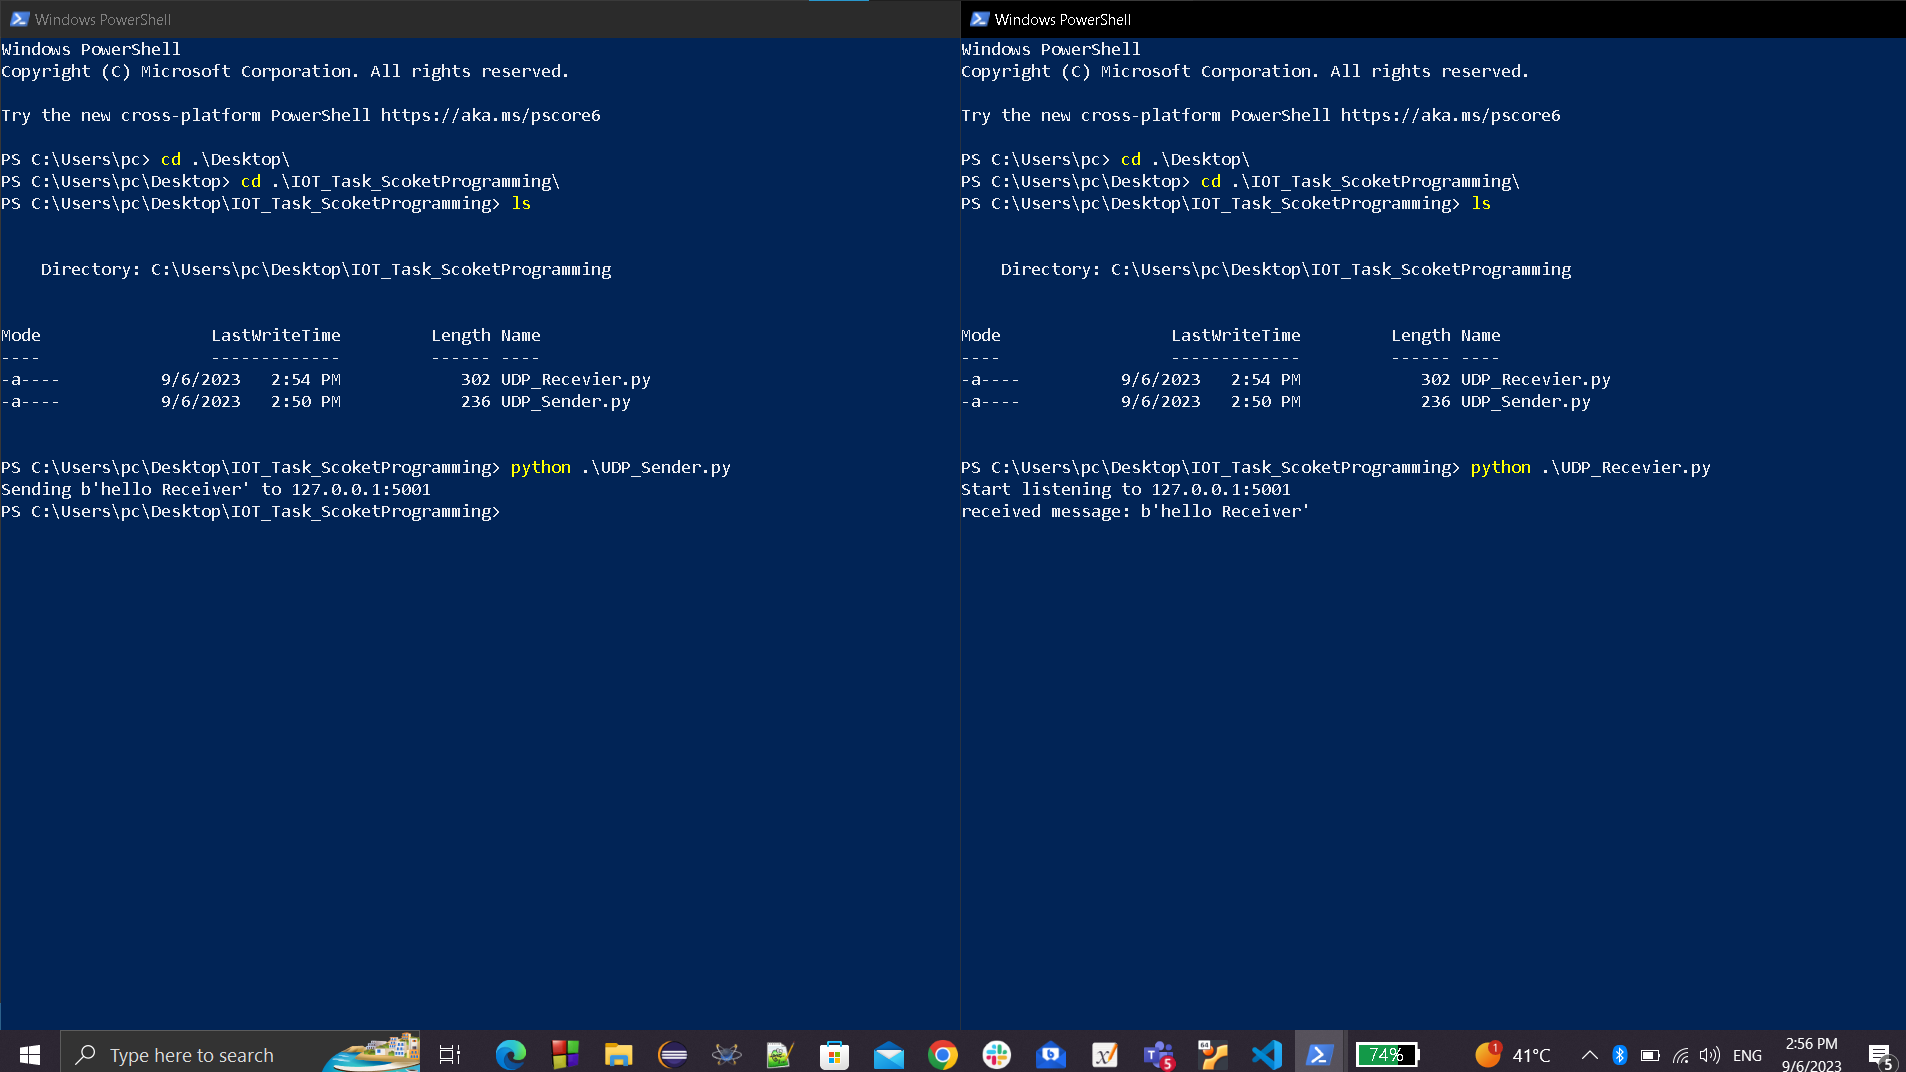 Windows PowerShell
Windows PowerShell
Copyright (C) Microsoft Corporation. All rights reserved.
Try the new cross-platform PowerShell https://aka.ms/pscore6
PS C:\Users\pc> cd .\Desktop\
PS C:\Users\pc\Desktop> cd .\IOT_Task_ScoketProgramming\
PS C:\Users\pc\Desktop\IOT_Task_ScoketProgramming> ls
Directory: C:\Users\pc\Desktop\IOT_Task_ScoketProgramming
Mode                 LastWriteTime         Length Name
----                 -------------         ------ ----
-a----          9/6/2023   2:54 PM            302 UDP_Recevier.py
-a----          9/6/2023   2:50 PM            236 UDP_Sender.py
PS C:\Users\pc\Desktop\IOT_Task_ScoketProgramming> python .\UDP_Sender.py
Sending b'hello Receiver' to 127.0.0.1:5001
PS C:\Users\pc\Desktop\IOT_Task_ScoketProgramming>
Windows PowerShell
Windows PowerShell
Copyright (C) Microsoft Corporation. All rights reserved.
Try the new cross-platform PowerShell https://aka.ms/pscore6
PS C:\Users\pc> cd .\Desktop\
PS C:\Users\pc\Desktop> cd .\IOT_Task_ScoketProgramming\
PS C:\Users\pc\Desktop\IOT_Task_ScoketProgramming> ls
Directory: C:\Users\pc\Desktop\IOT_Task_ScoketProgramming
Mode                 LastWriteTime         Length Name
----                 -------------         ------ ----
-a----          9/6/2023   2:54 PM            302 UDP_Recevier.py
-a----          9/6/2023   2:50 PM            236 UDP_Sender.py
PS C:\Users\pc\Desktop\IOT_Task_ScoketProgramming> python .\UDP_Recevier.py
Start listening to 127.0.0.1:5001
received message: b'hello Receiver'
Type here to search
5
64
74%
1
41°C
ENG
2:56 PM
9/6/2023
5